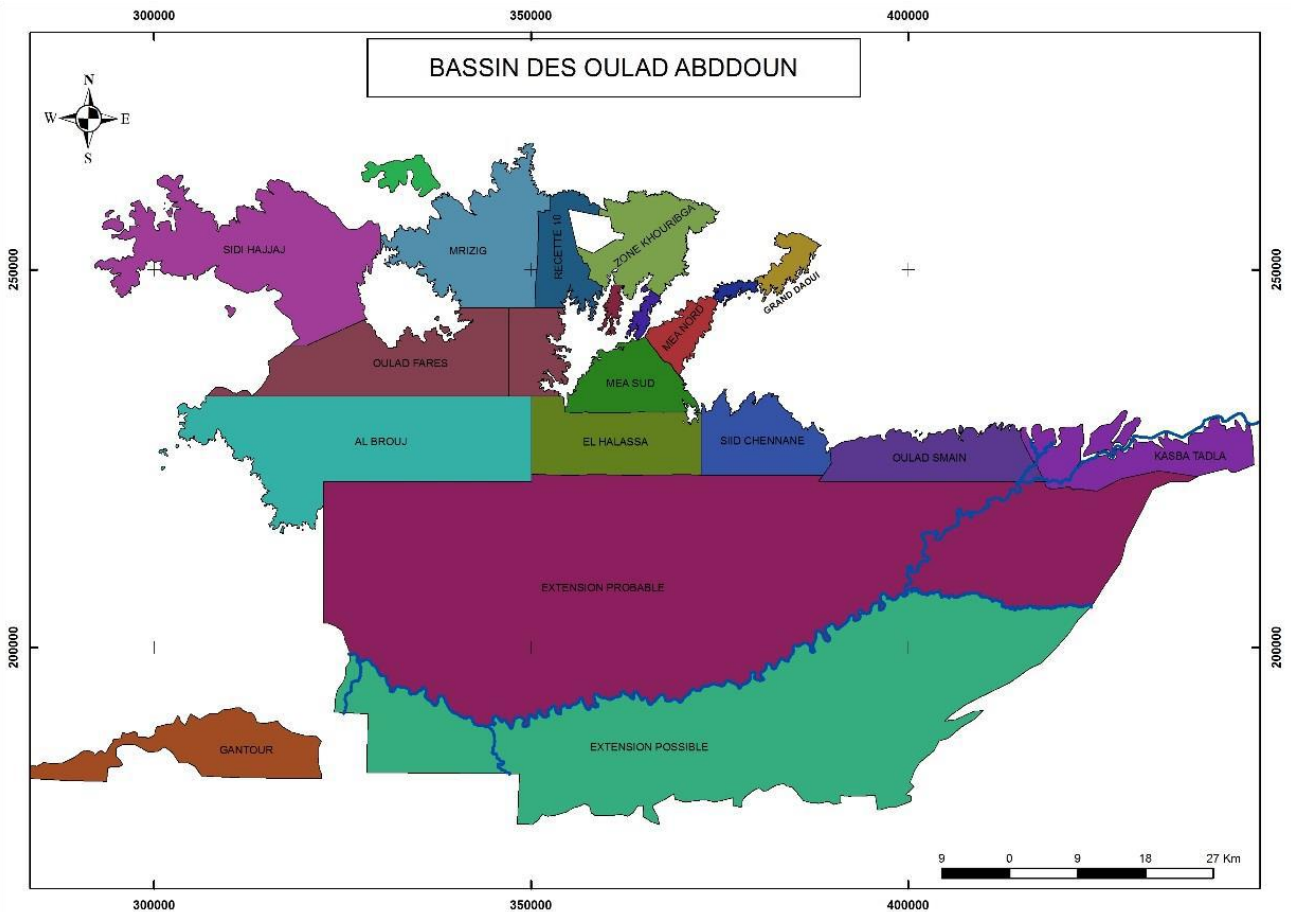 300000 350000 400000
BASSIN DES OULAD ABDDOUN
N
W E
S
SIDI HAJJAJ
MRIZIG
RECETTE 10
ZONE KHOURIBGA
250000
250000
GRAND DAOUI
MEA NORD
OULAD FARES
MEA SUD
AL BROUJ
EL HALASSA
SIID CHENNANE
OULAD SMAIN
KASBA TADLA
EXTENSION PROBABLE
200000
200000
GANTOUR
EXTENSION POSSIBLE
9 0 9 18 27 Km
300000 350000 400000